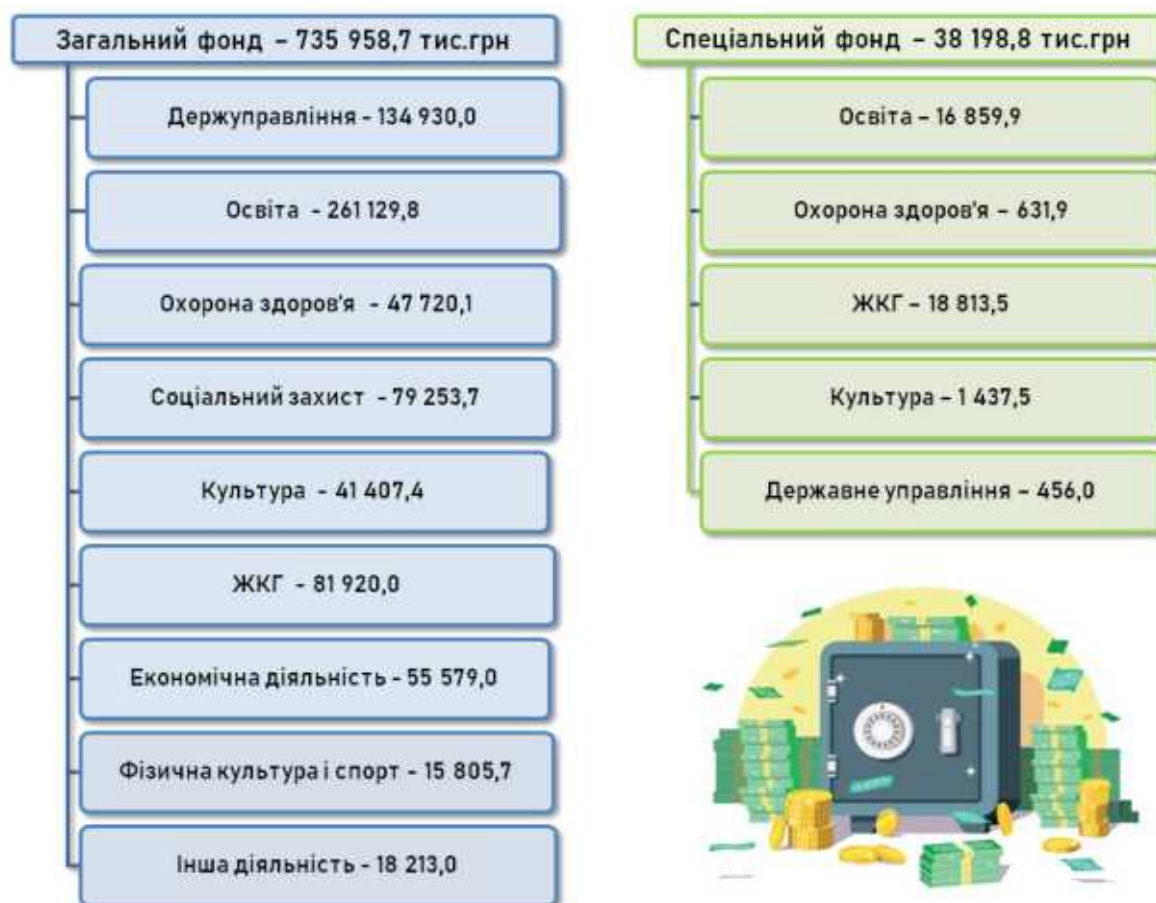 Загальний фонд – 735 958,7 тис.грн
Держуправління - 134 930,0
Освіта - 261 129,8
Охорона здоров'я - 47 720,1
Соціальний захист - 79 253,7
Культура - 41 407,4
ЖКГ - 81 920,0
Економічна діяльність - 55 579,0
Фізична культура і спорт - 15 805,7
Інша діяльність - 18 213,0
Спеціальний фонд – 38 198,8 тис.грн
Освіта – 16 859,9
Охорона здоров'я – 631,9
ЖКГ – 18 813,5
Культура – 1 437,5
Державне управління – 456,0